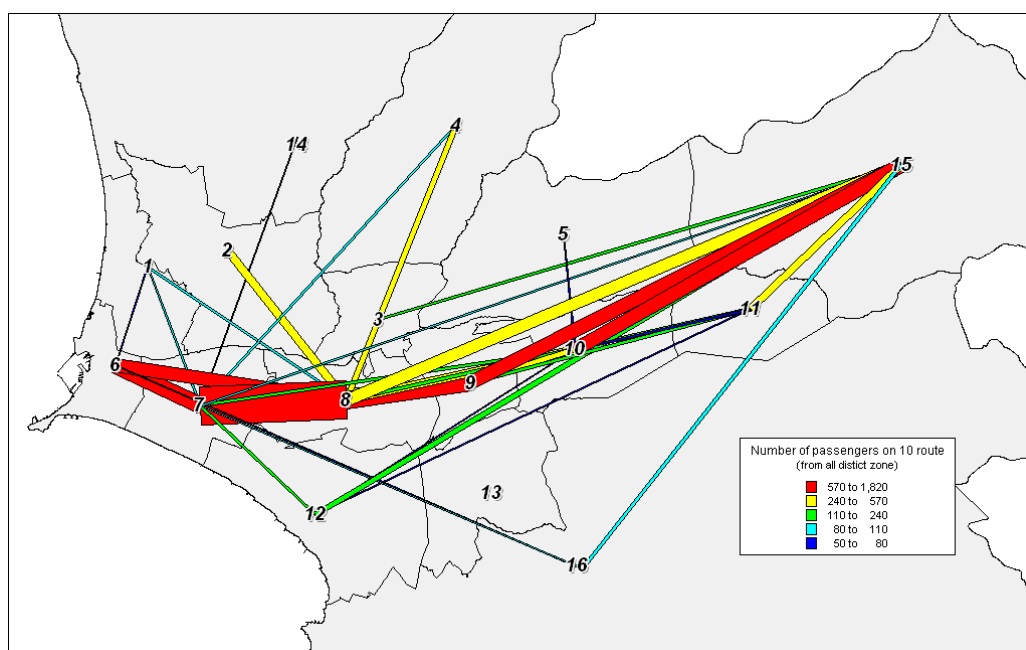 4
14
15
5
2
1
3
11
10
6
9
8
7
12
13
16
Number of passengers on 10 route
(from all distict zone)
570 to 1,820
240 to 570
110 to 240
80 to 110
50 to 80